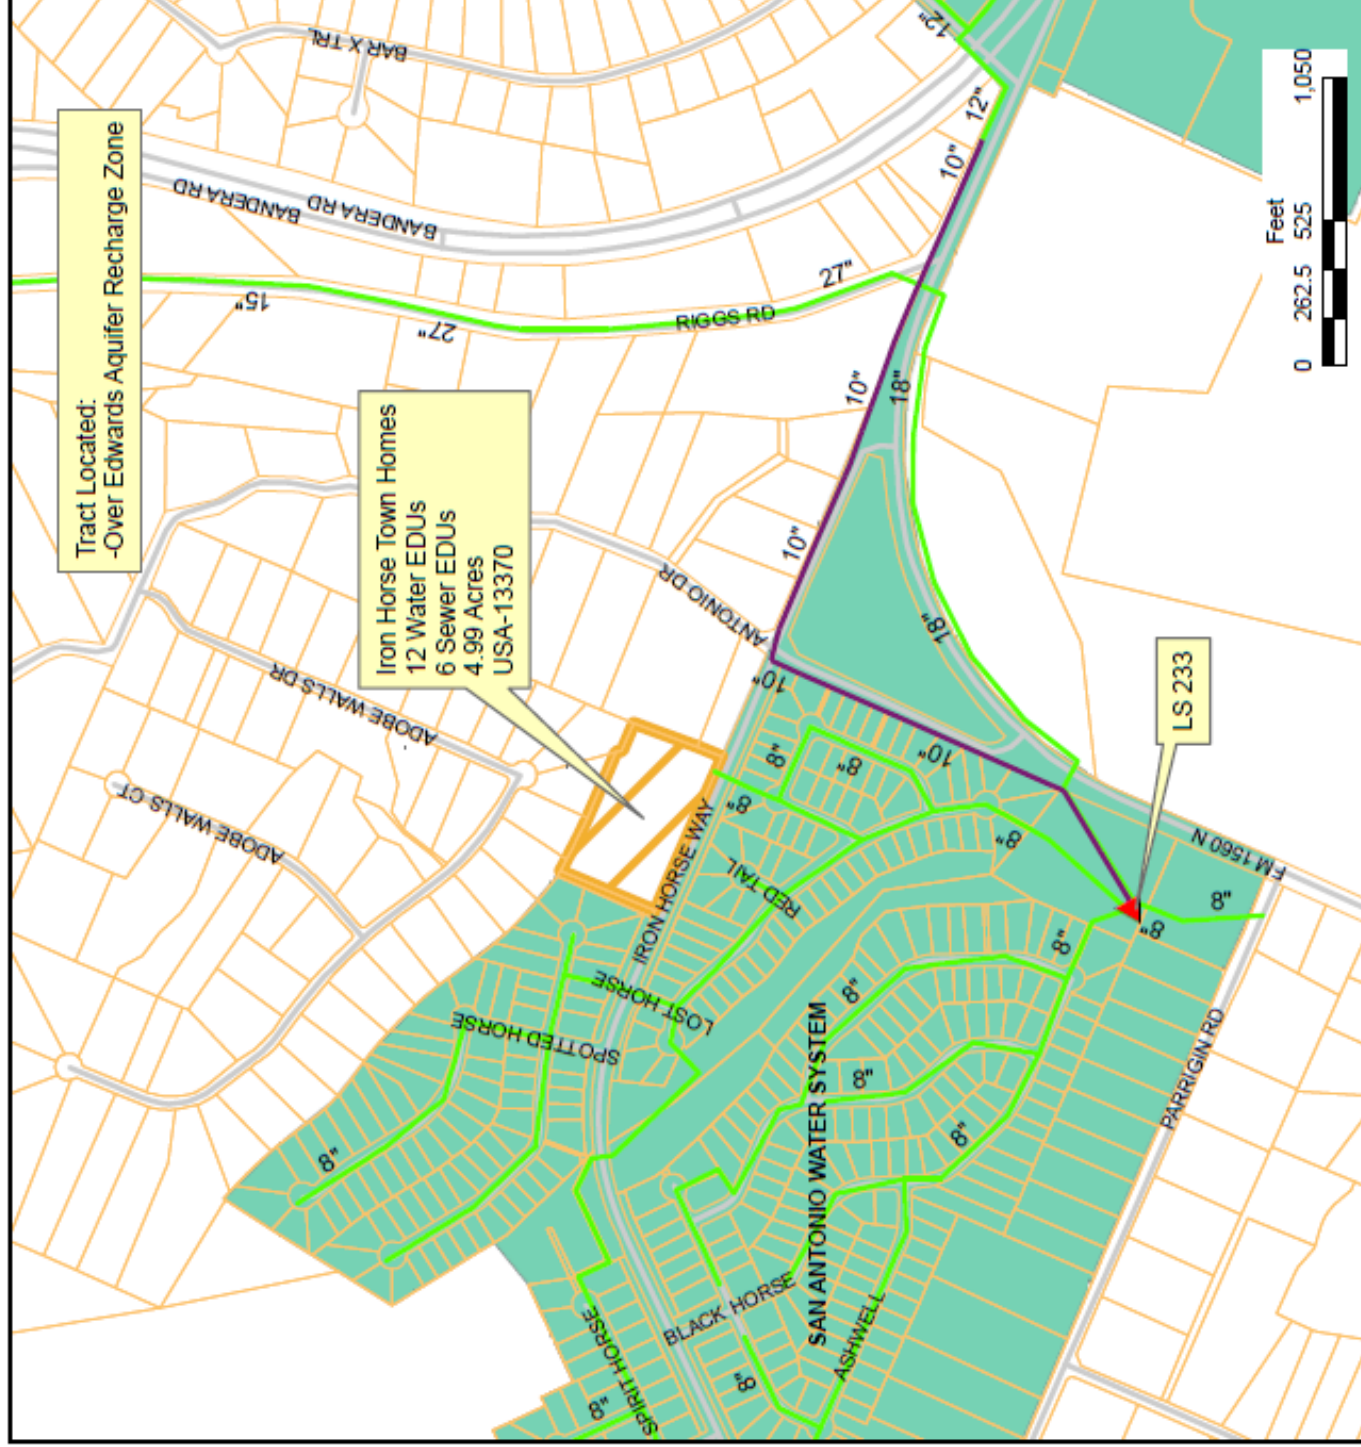 Tract Located:
-Over Edwards Aquifer Recharge Zone
Iron Horse Town Homes
12 Water EDUs
6 Sewer EDUs
4.99 Acres
USA-13370
LS 233
BAR X TRL
BANDERA RD
BANDERA RD
BANDERA RD
RIGGS RD
15"
27"
27"
12"
12"
10"
10"
10"
10"
10"
18"
18"
ANTONIO DR
ADOBE WALLS DR
ADOBE WALLS CT
IRON HORSE WAY
RED TAIL
LOST HORSE
SPOTTED HORSE
SPIRIT HORSE
BLACK HORSE
ASHWELL
SAN ANTONIO WATER SYSTEM
PARRIGIN RD
FM 1560 N
8"
8"
8"
8"
8"
8"
8"
8"
8"
8"
8"
8"
8"
Feet
0 262.5 525 1,050